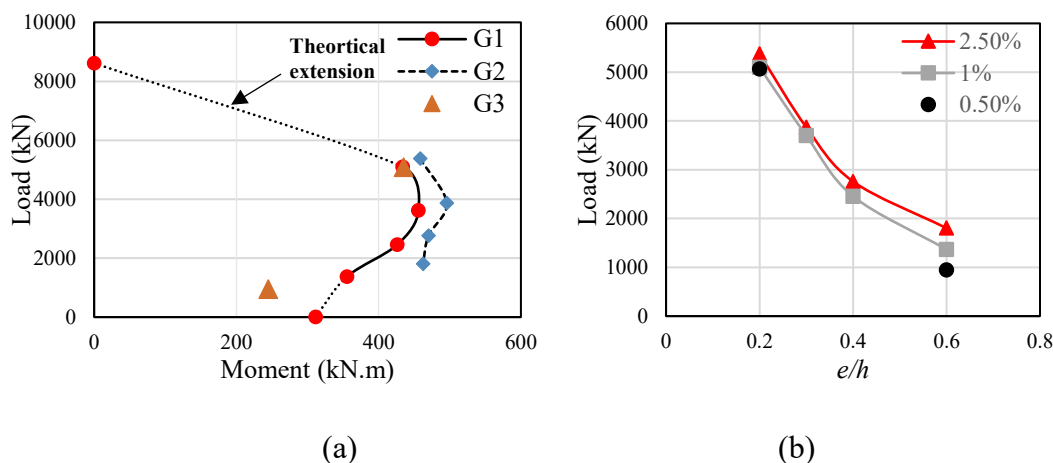 10000
8000
6000
4000
2000
0
Load (kN)
0
200
400
600
Moment (kN.m)
Theortical
extension
G1
G2
G3
(a)
6000
5000
4000
3000
2000
1000
0
Load (kN)
0
0.2
0.4
0.6
0.8
e/h
2.50%
1%
0.50%
(b)